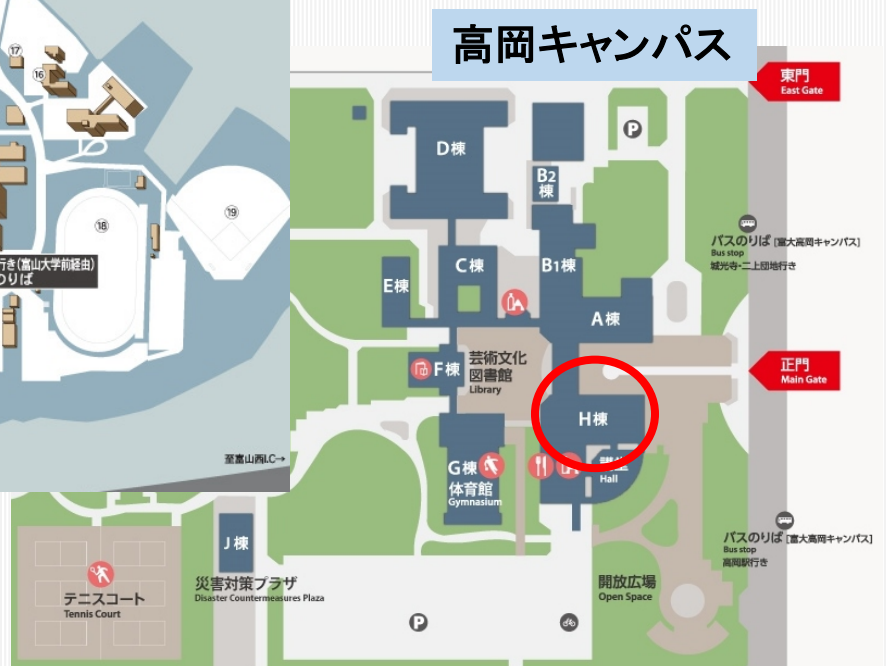 高岡キャンパス
⑰
⑯
⑱
⑲
行き(富山大学前経由)
のりば
至富山西I.C→
東門
East Gate
P
D棟
B2
棟
バスのりば [富大高岡キャンパス]
Bus stop
城光寺・二上団地行き
C棟
B1棟
E棟
A棟
正門
Main Gate
F棟
芸術文化
図書館
Library
H棟
G棟
体育館
Gymnasium
Hall
J棟
バスのりば [富大高岡キャンパス]
Bus stop
高岡駅行き
災害対策プラザ
Disaster Countermeasures Plaza
テニスコート
Tennis Court
開放広場
Open Space
P